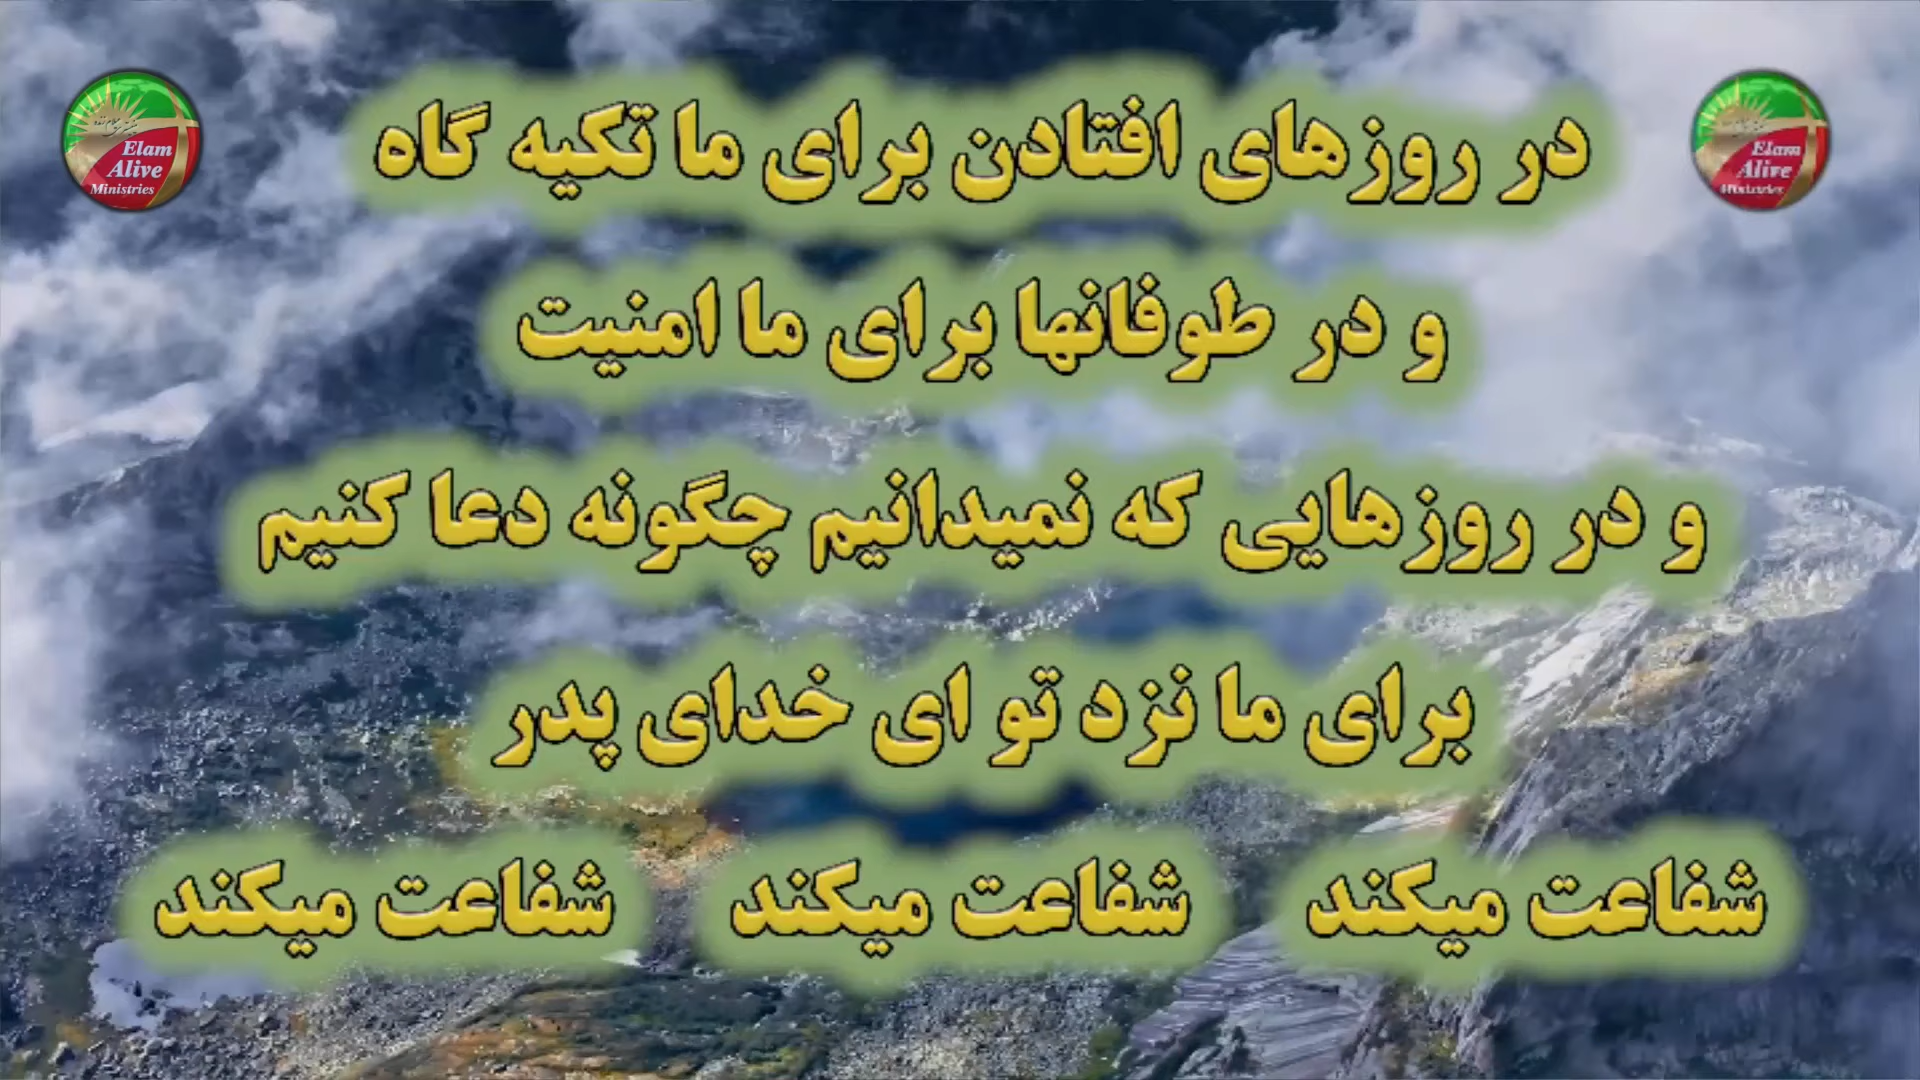 در روزهای افتادن برای ما تکیه گاه
و در طوفانها برای ما امنیت
و در روزهایی که نمیدانیم چگونه دعا کنیم
برای ما نزد تو ای خدای پدر
شفاعت میکند شفاعت میکند شفاعت میکند
Elam
Alive
Ministries
Elam
Alive
Ministries